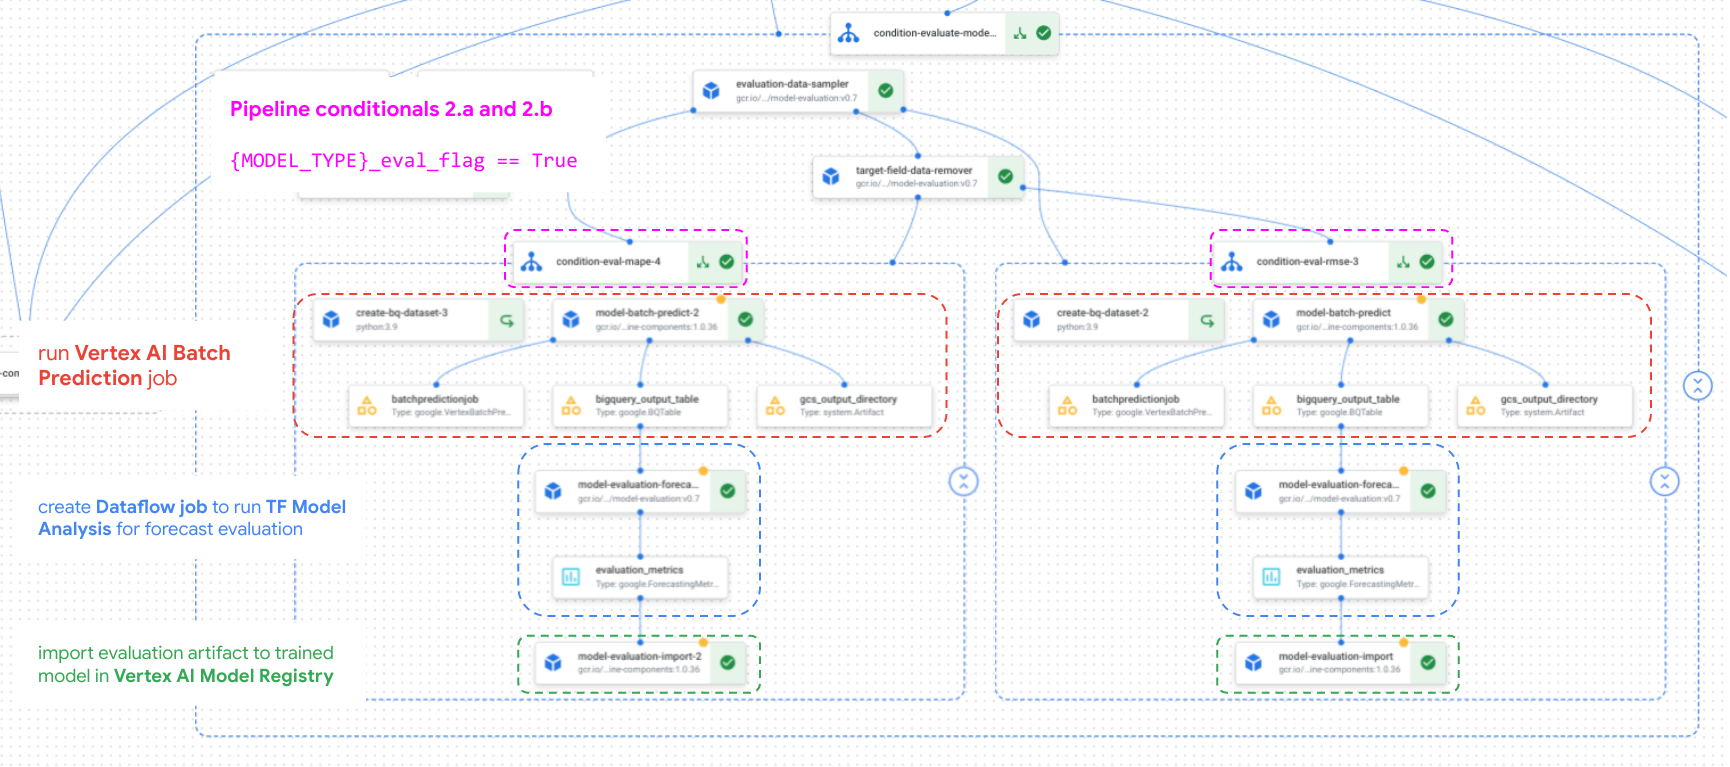 condition-evaluate-mode...
evaluation-data-sampler
gcr.io/.../model-evaluation:v0.7
Pipeline conditionals 2.a and 2.b
{MODEL_TYPE}_eval_flag == True
target-field-data-remover
gcr.io/.../model-evaluation:v0.7
condition-eval-mape-4
condition-eval-rmse-3
create-bq-dataset-3
python:3.9
model-batch-predict-2
gcr.io/...ine-components:1.0.36
create-bq-dataset-2
python:3.9
model-batch-predict
gcr.io/...ine-components:1.0.36
run Vertex AI Batch
Prediction job
-con
batchpredictionjob
Type: google.VertexBatchPre...
bigquery_output_table
Type: google.BQTable
gcs_output_directory
Type: system.Artifact
batchpredictionjob
Type: google.VertexBatchPre...
bigquery_output_table
Type: google.BQTable
gcs_output_directory
Type: system.Artifact
create Dataflow job to run TF Model
Analysis for forecast evaluation
model-evaluation-foreca...
gcr.io/.../model-evaluation:v0.7
model-evaluation-foreca...
gcr.io/.../model-evaluation:v0.7
evaluation_metrics
Type: google.ForecastingMetr...
evaluation_metrics
Type: google.ForecastingMetr...
import evaluation artifact to trained
model in Vertex AI Model Registry
model-evaluation-import-2
gcr.io/...ine-components:1.0.36
model-evaluation-import
gcr.io/...ine-components:1.0.36